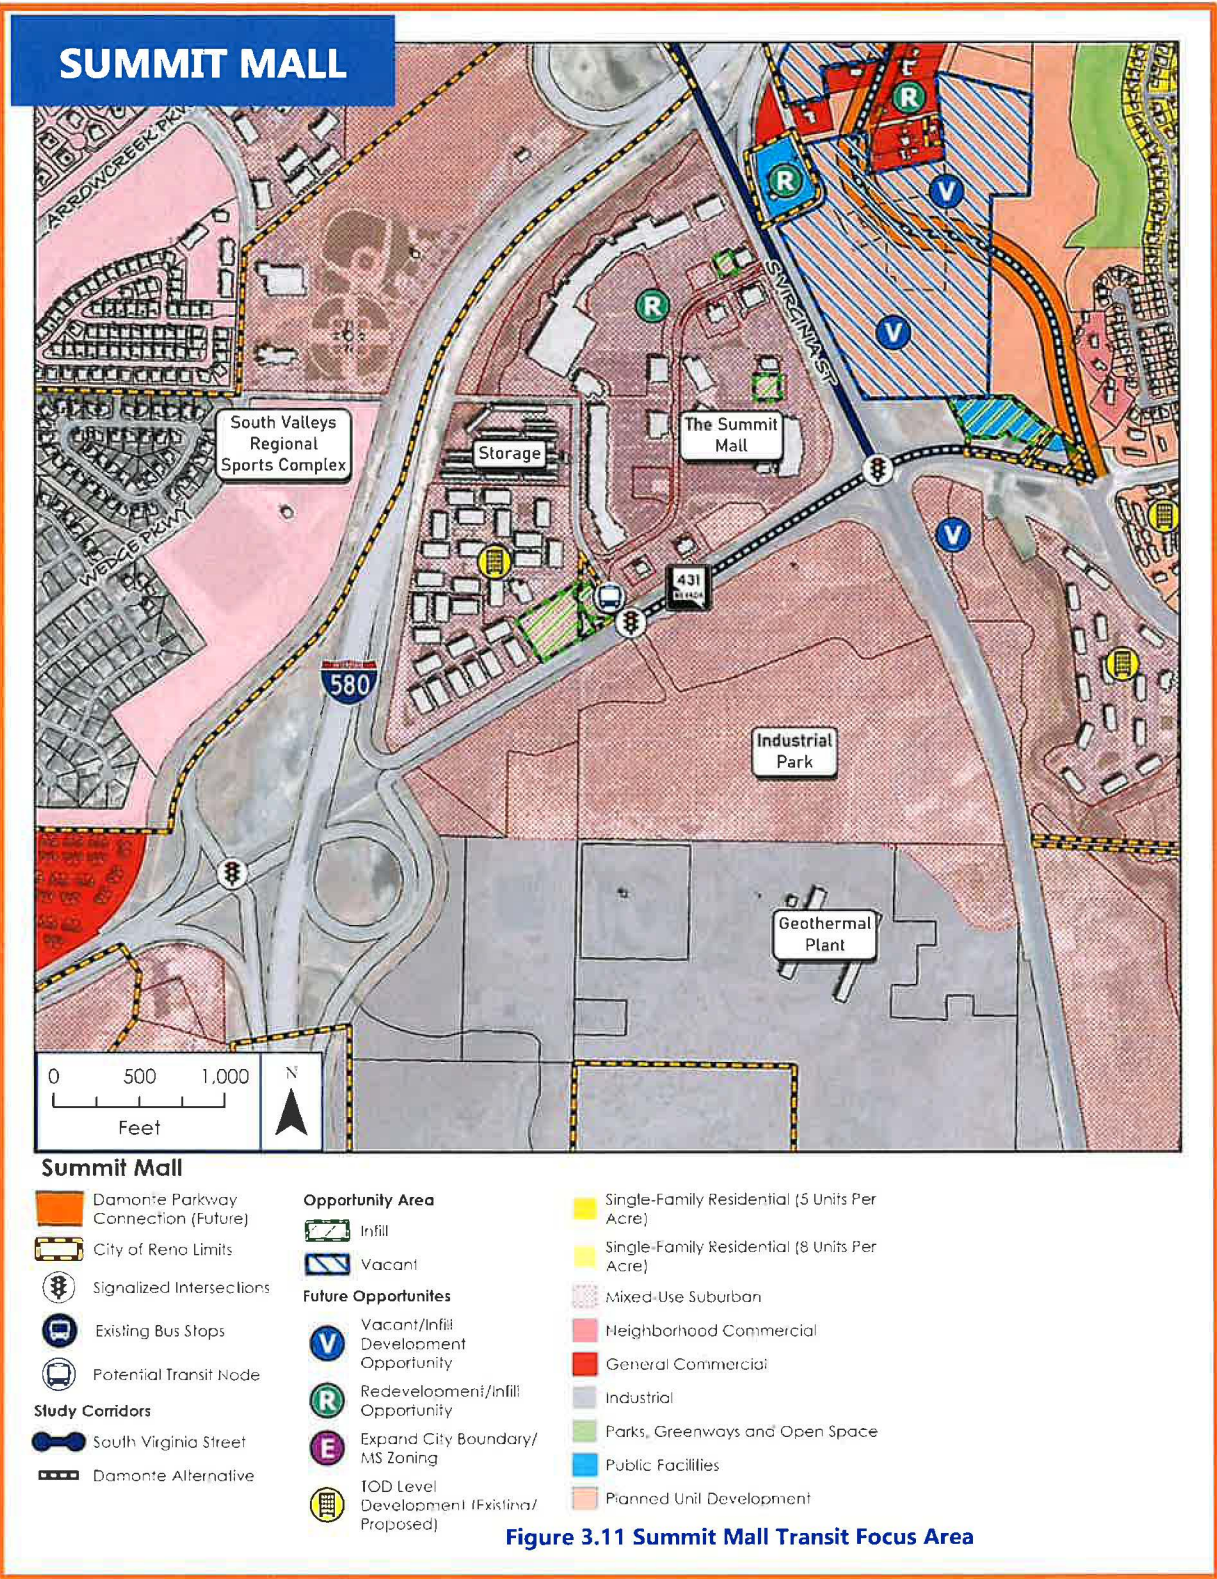 SUMMIT MALL
ARROWCREEK PKW
R
R
V
S VIRGINIA ST
R
V
South Valleys
Regional
Sports Complex
Storage
The Summit
Mall
WEDGE PKWY
V
431
NEVADA
580
Industrial
Park
Geothermal
Plant
0 500 1,000
Feet
N
Summit Mall
Damonte Parkway
Connection (Future)
City of Reno Limits
Signalized Intersections
Existing Bus Stops
Potential Transit Node
Study Corridors
South Virginia Street
Damonte Alternative
Opportunity Area
Infill
Vacant
Future Opportunites
V
Vacant/Infill
Development
Opportunity
R
Redevelopment/Infill
Opportunity
E
Expand City Boundary/
MS Zoning
TOD Level
Development (Existing/
Proposed)
Single-Family Residential (5 Units Per
Acre)
Single-Family Residential (8 Units Per
Acre)
Mixed-Use Suburban
Neighborhood Commercial
General Commercial
Industrial
Parks, Greenways and Open Space
Public Facilities
Planned Unit Development
Figure 3.11 Summit Mall Transit Focus Area